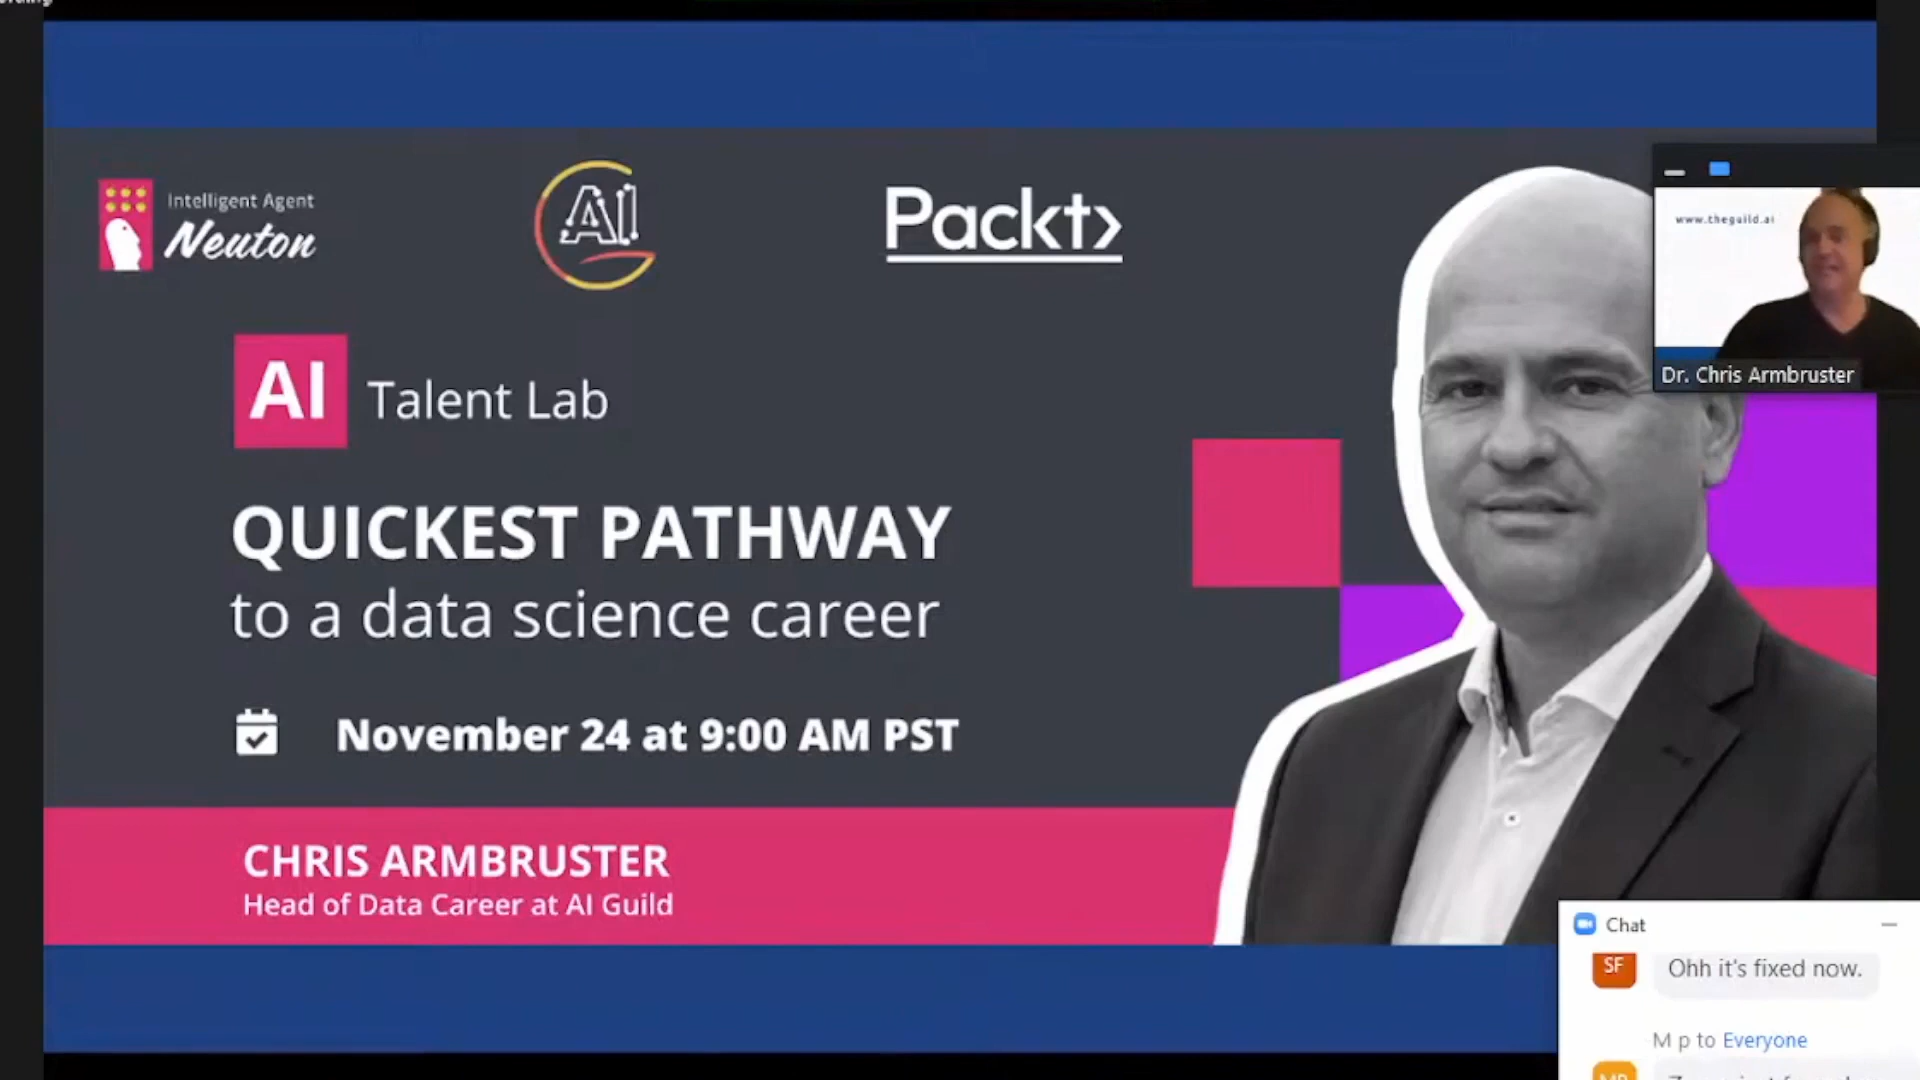 Intelligent Agent
Neuton
AI
Packt>
www.theguild.ai
Dr. Chris Armbruster
AI Talent Lab
QUICKEST PATHWAY
to a data science career
November 24 at 9:00 AM PST
CHRIS ARMBRUSTER
Head of Data Career at AI Guild
Chat
SF
Ohh it's fixed now.
M p to Everyone